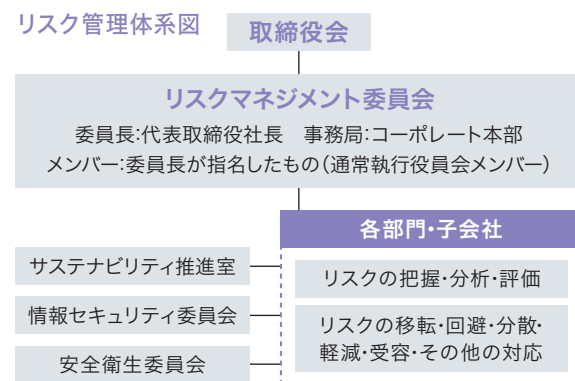 リスク管理体系図
取締役会
リスクマネジメント委員会
委員長:代表取締役社長　事務局:コーポレート本部
メンバー:委員長が指名したもの(通常執行役員会メンバー)
各部門・子会社
サステナビリティ推進室
情報セキュリティ委員会
安全衛生委員会
リスクの把握・分析・評価
リスクの移転・回避・分散・
軽減・受容・その他の対応